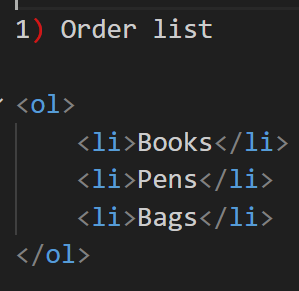 1) Order list
<ol>
<li>Books</li>
<li>Pens</li>
<li>Bags</li>
</ol>